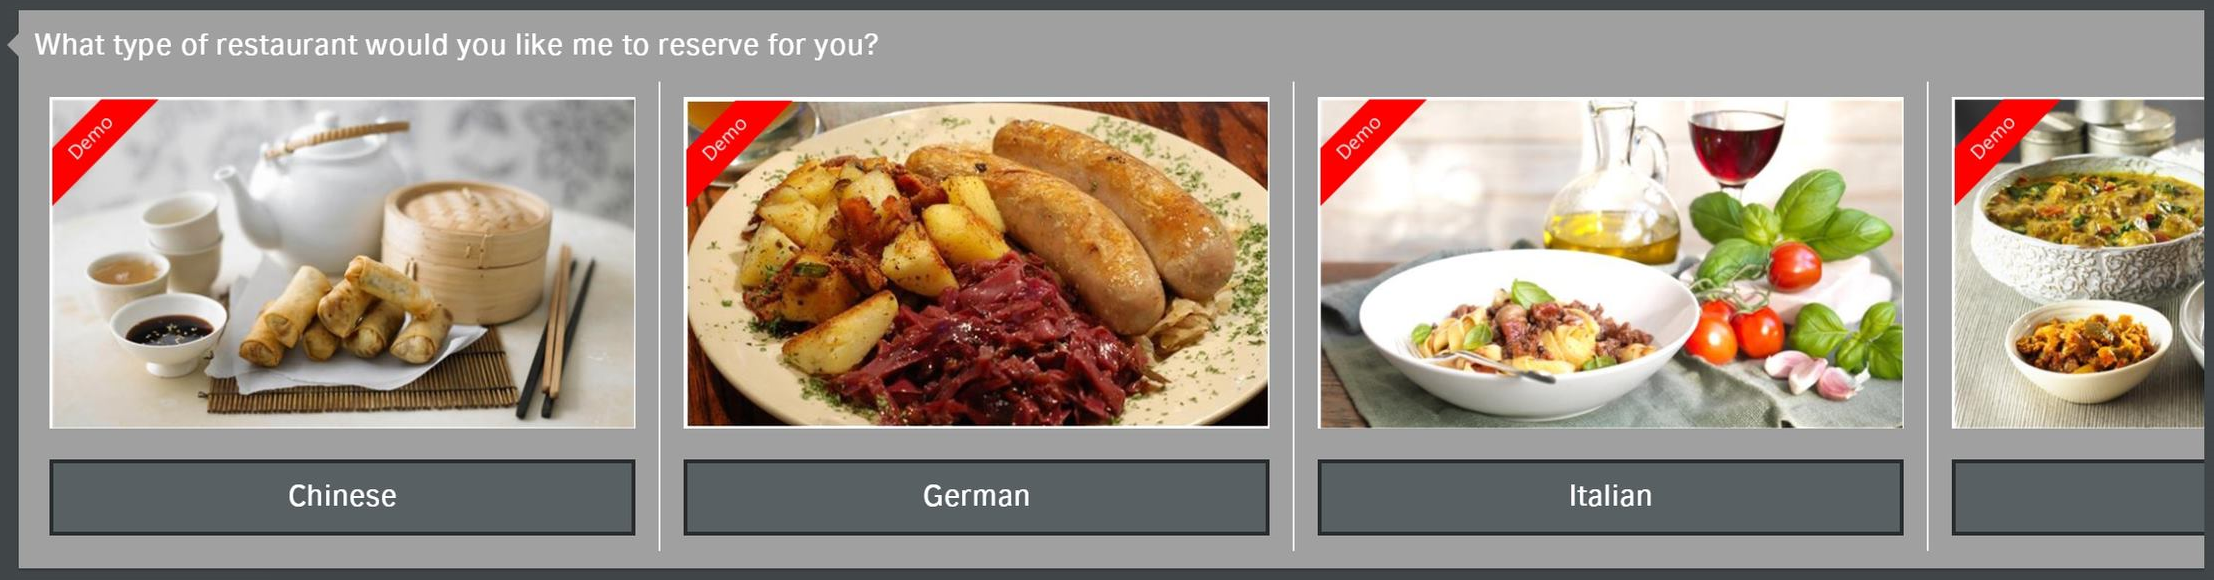 What type of restaurant would you like me to reserve for you?
Demo
Demo
Demo
Demo
Chinese
German
Italian